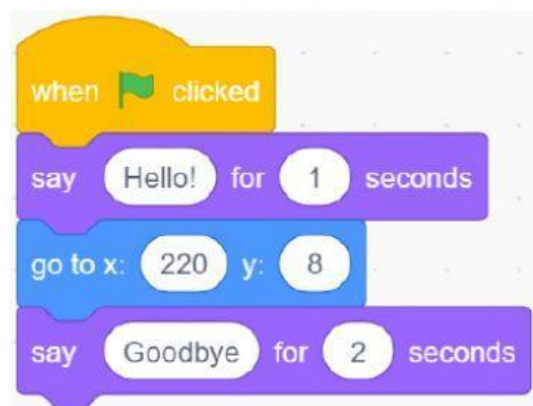 when clicked
say Hello! for 1 seconds
go to x: 220 y: 8
say Goodbye for 2 seconds